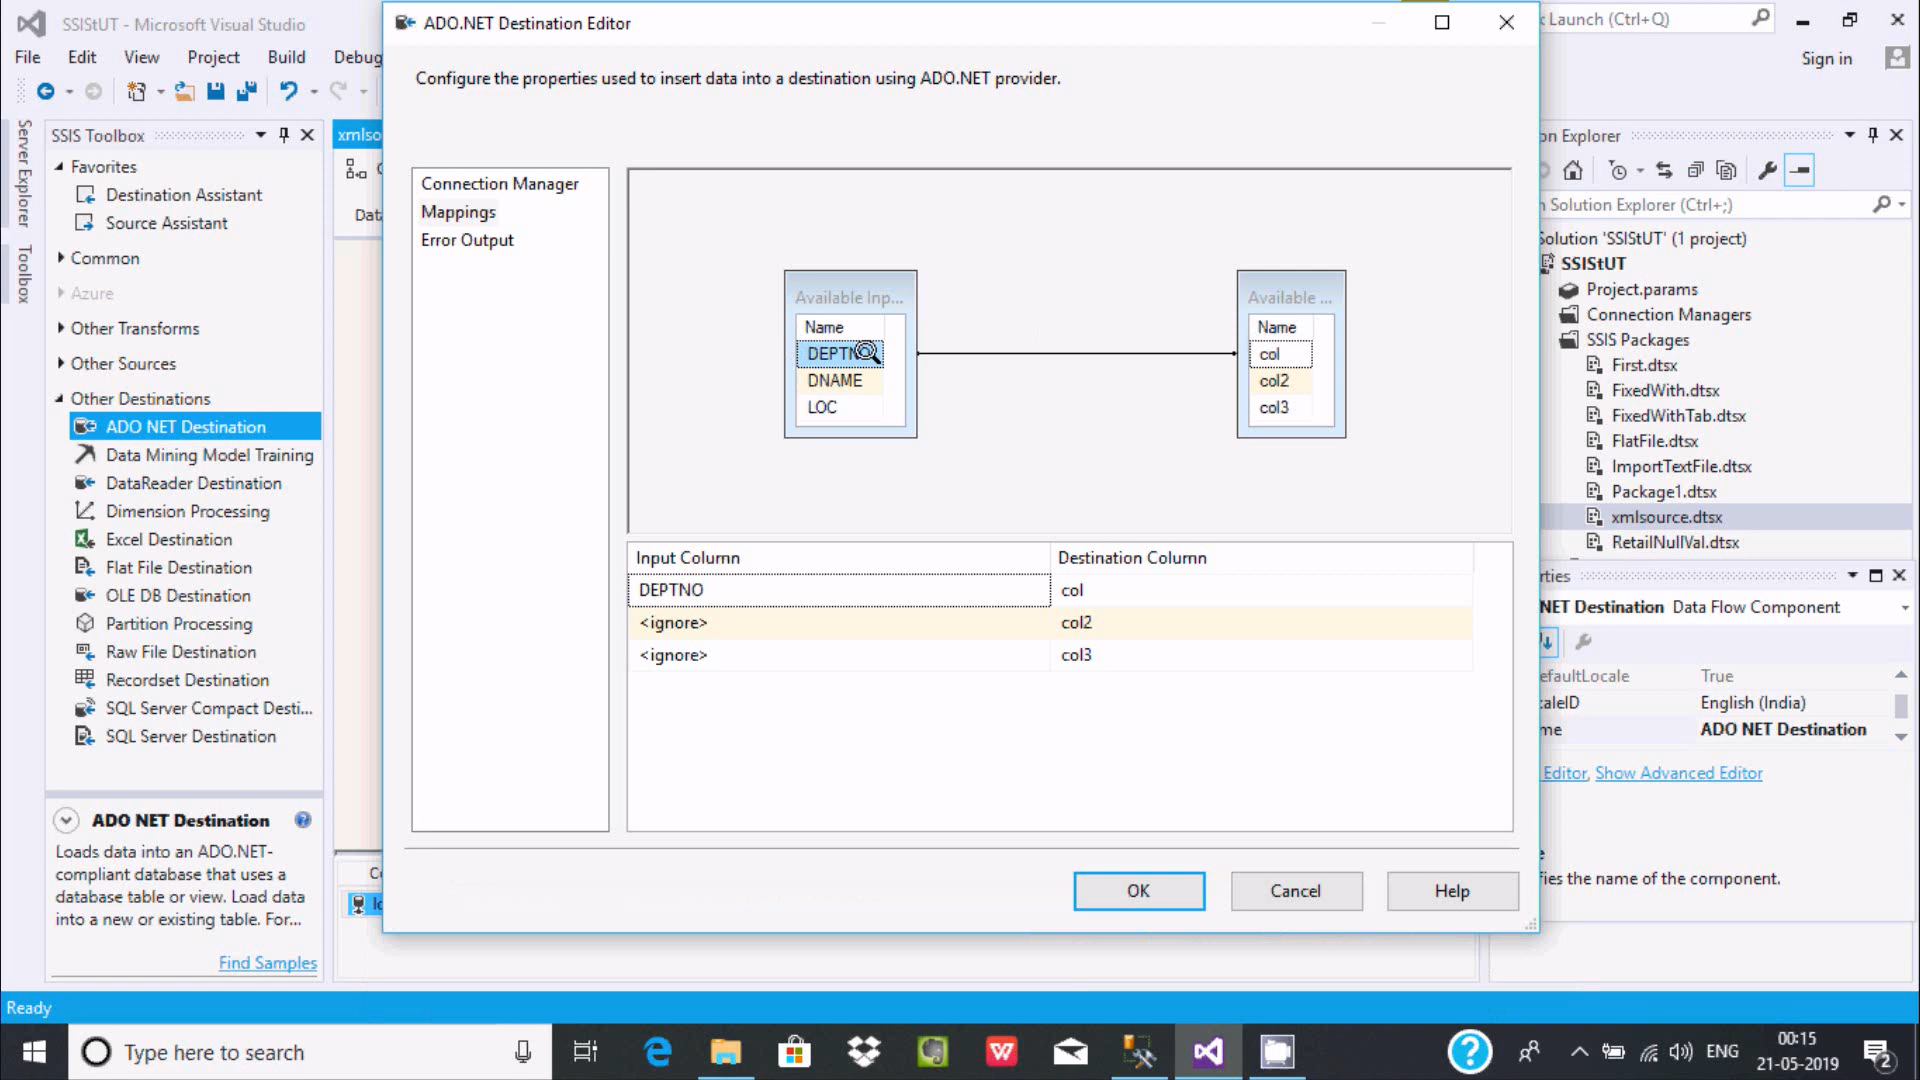 SSIStUT - Microsoft Visual Studio
ADO.NET Destination Editor
Launch (Ctrl+Q)
File Edit View Project Build Debug
Sign in
Configure the properties used to insert data into a destination using ADO.NET provider.
Server Explorer
Toolbox
SSIS Toolbox
Favorites
Destination Assistant
Source Assistant
Common
Azure
Other Transforms
Other Sources
Other Destinations
ADO NET Destination
Data Mining Model Training
DataReader Destination
Dimension Processing
Excel Destination
Flat File Destination
OLE DB Destination
Partition Processing
Raw File Destination
Recordset Destination
SQL Server Compact Desti...
SQL Server Destination
ADO NET Destination
Loads data into an ADO.NET-
compliant database that uses a
database table or view. Load data
into a new or existing table. For...
Find Samples
xmlso
Dat
Connection Manager
Mappings
Error Output
Available Inp...
Name
DEPTNO
DNAME
LOC
Available ...
Name
col
col2
col3
Input Column Destination Column
DEPTNO col
<ignore> col2
<ignore> col3
OK Cancel Help
on Explorer
Solution Explorer (Ctrl+;)
Solution 'SSIStUT' (1 project)
SSIStUT
Project.params
Connection Managers
SSIS Packages
First.dtsx
FixedWith.dtsx
FixedWithTab.dtsx
FlatFile.dtsx
ImportTextFile.dtsx
Package1.dtsx
xmlsource.dtsx
RetailNullVal.dtsx
rties
NET Destination Data Flow Component
efaultLocale True
caleID English (India)
me ADO NET Destination
Editor, Show Advanced Editor
e
fies the name of the component.
Ready
Type here to search
ENG
00:15
21-05-2019
2